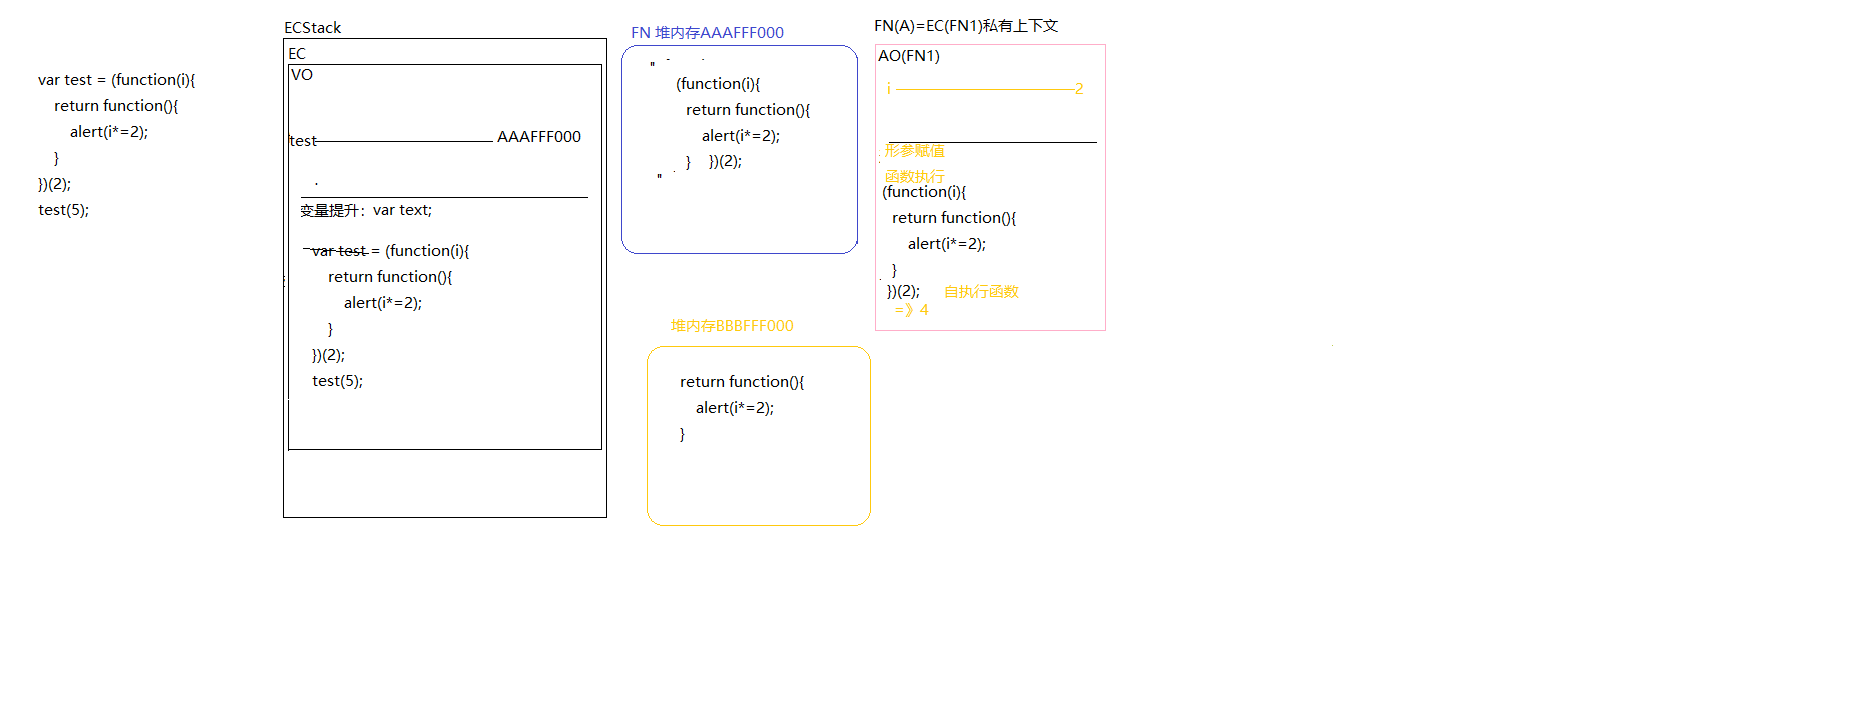 var test = (function(i){
return function(){
alert(i*=2);
}
})(2);
test(5);
ECStack
EC
VO
test
AAAFFF000
变量提升：var text;
var test = (function(i){
return function(){
alert(i*=2);
}
})(2);
test(5);
FN 堆内存AAAFFF000
"
(function(i){
return function(){
alert(i*=2);
} })(2);
"
堆内存BBBFFF000
return function(){
alert(i*=2);
}
FN(A)=EC(FN1)私有上下文
AO(FN1)
i 2
形参赋值
函数执行
(function(i){
return function(){
alert(i*=2);
}
})(2); 自执行函数
=》4